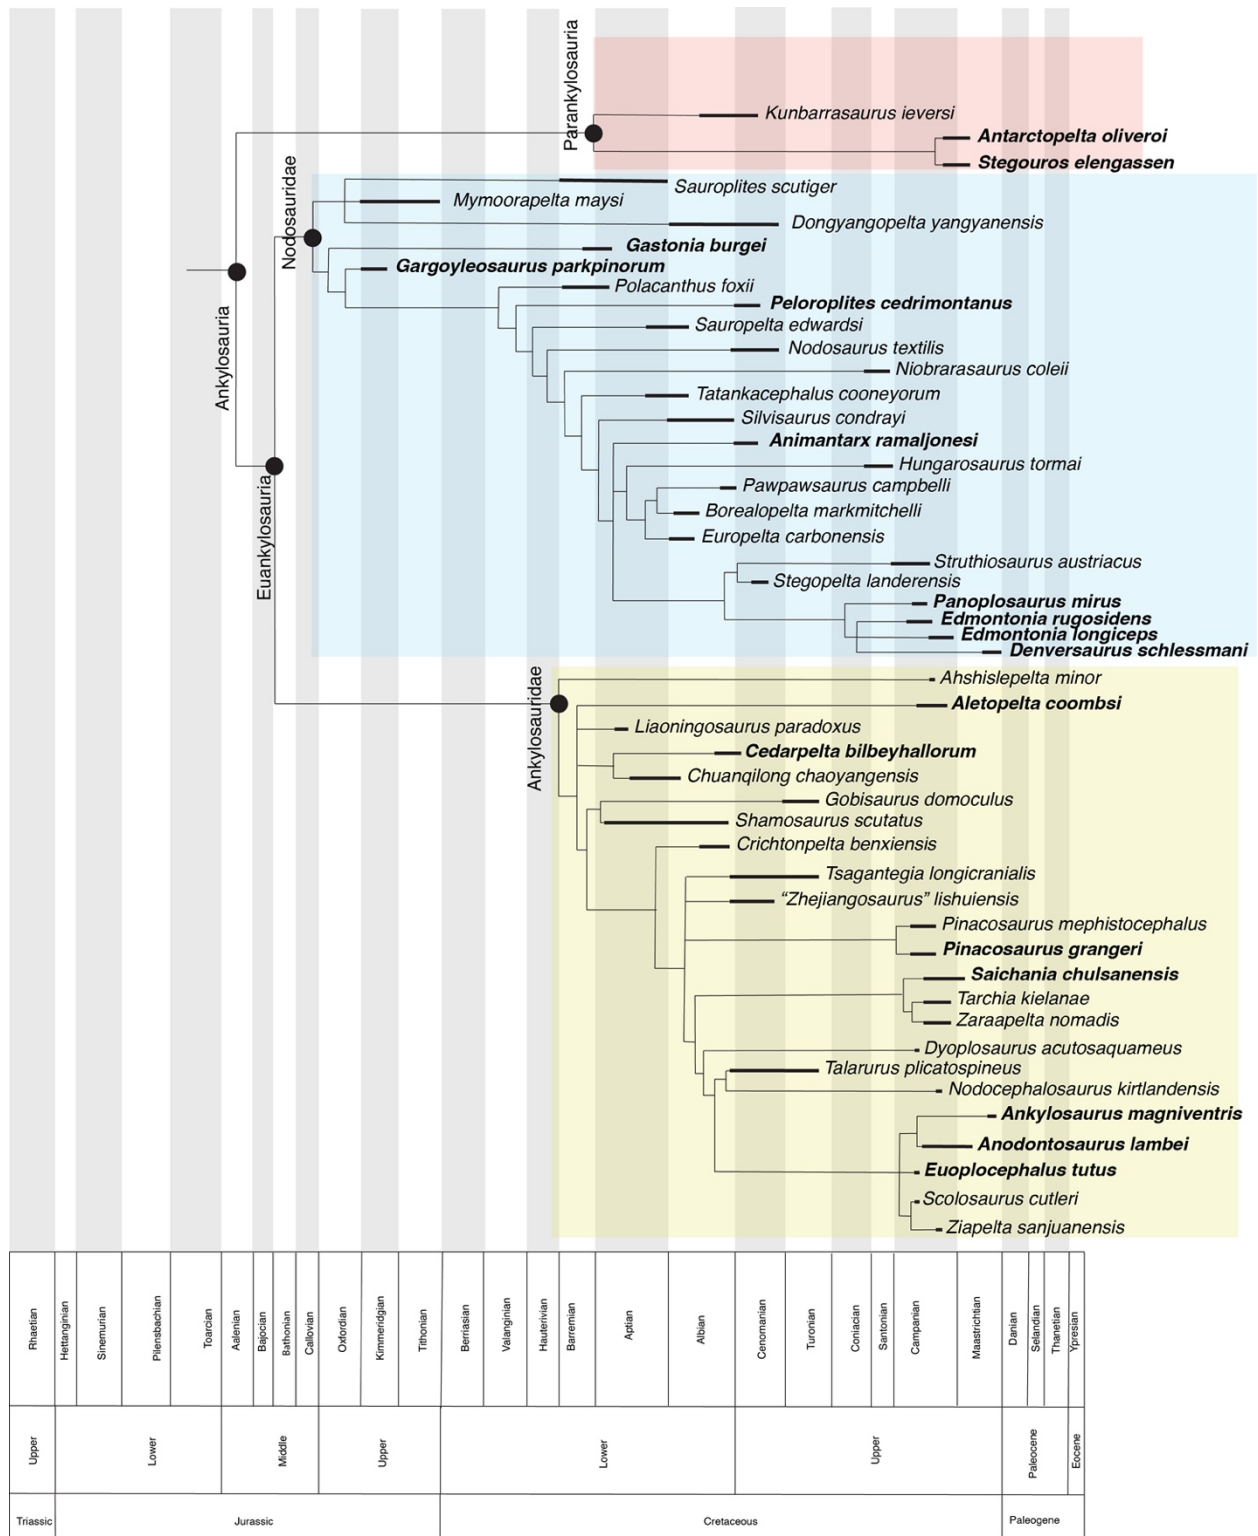 Parankylosauria
Kunbarrasaurus ieversi
Antarctopelta oliveroi
Stegouros elengassen
Nodosauridae
Sauroplites scutiger
Mymoorapelta maysi
Dongyangopelta yangyanensis
Gastonia burgei
Gargoyleosaurus parkpinorum
Polacanthus foxii
Peloroplites cedrimontanus
Sauropelta edwardsi
Nodosaurus textilis
Niobrarasaurus coleii
Ankylosauria
Tatankacephalus cooneyorum
Silvisaurus condrayi
Animantarx ramaljonesi
Hungarosaurus tormai
Pawpawsaurus campbelli
Borealopelta markmitchelli
Europelta carbonensis
Euankylosauria
Struthiosaurus austriacus
Stegopelta landerensis
Panoplosaurus mirus
Edmontonia rugosidens
Edmontonia longiceps
Denversaurus schlessmani
Ankylosauridae
Ahshislepelta minor
Aletopelta coombsi
Liaoningosaurus paradoxus
Cedarpelta bilbeyhallorum
Chuanqilong chaoyangensis
Gobisaurus domoculus
Shamosaurus scutatus
Crichtonpelta benxiensis
Tsagantegia longicranialis
“Zhejiangosaurus” lishuiensis
Pinacosaurus mephistocephalus
Pinacosaurus grangeri
Saichania chulsanensis
Tarchia kielanae
Zaraapelta nomadis
Dyoplosaurus acutosaquameus
Talarurus plicatospineus
Nodocephalosaurus kirtlandensis
Ankylosaurus magniventris
Anodontosaurus lambei
Euoplocephalus tutus
Scolosaurus cutleri
Ziapelta sanjuanensis
Rhaetian
Hettanginian
Sinemurian
Pliensbachian
Toarcian
Aalenian
Bajocian
Bathonian
Callovian
Oxfordian
Kimmeridgian
Tithonian
Berriasian
Valanginian
Hauterivian
Barremian
Aptian
Albian
Cenomanian
Turonian
Coniacian
Santonian
Campanian
Maastrichtian
Danian
Selandian
Thanetian
Ypresian
Upper
Lower
Middle
Upper
Lower
Upper
Paleocene
Eocene
Triassic
Jurassic
Cretaceous
Paleogene